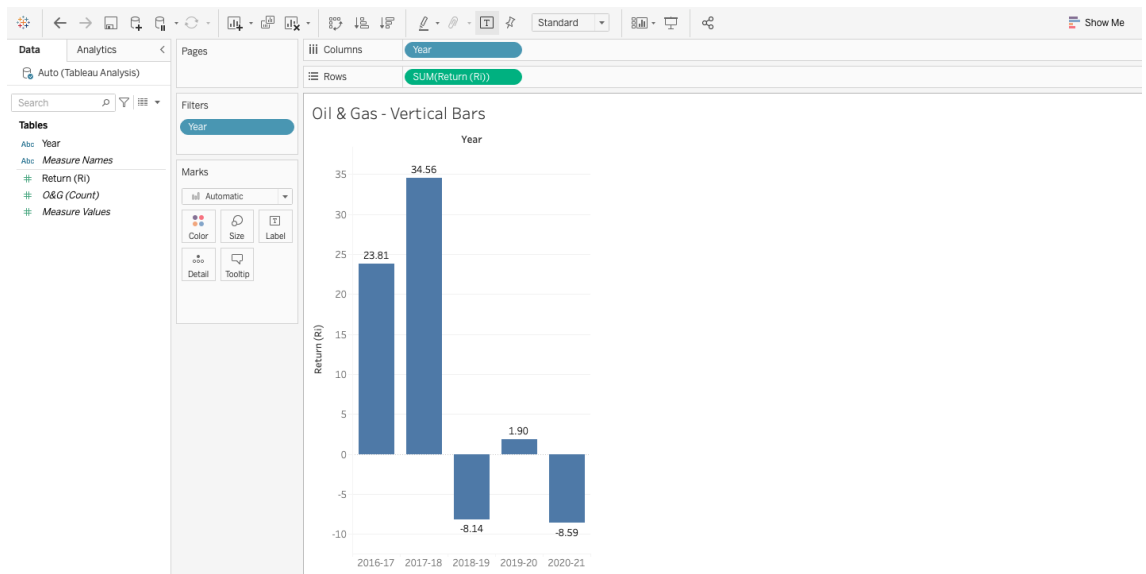 Standard
Show Me
Data
Analytics
Auto (Tableau Analysis)
Search
Tables
Abc Year
Abc Measure Names
# Return (Ri)
# O&G (Count)
# Measure Values
Pages
Filters
Year
Marks
Automatic
Color Size Label
Detail Tooltip
Columns Year
Rows SUM(Return (Ri))
Oil & Gas - Vertical Bars
Year
Return (Ri)
35
30
25
20
15
10
5
0
-5
-10
23.81
34.56
-8.14
1.90
-8.59
2016-17 2017-18 2018-19 2019-20 2020-21